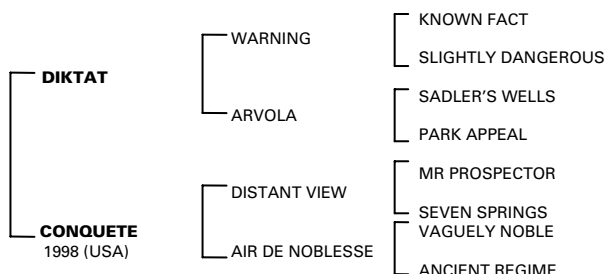 KNOWN FACT
WARNING
SLIGHTLY DANGEROUS
DIKTAT
SADLER'S WELLS
ARVOLA
PARK APPEAL
MR PROSPECTOR
DISTANT VIEW
SEVEN SPRINGS
CONQUETE
VAGUELY NOBLE
1998 (USA)
AIR DE NOBLESSE
ANCIENT REGIME